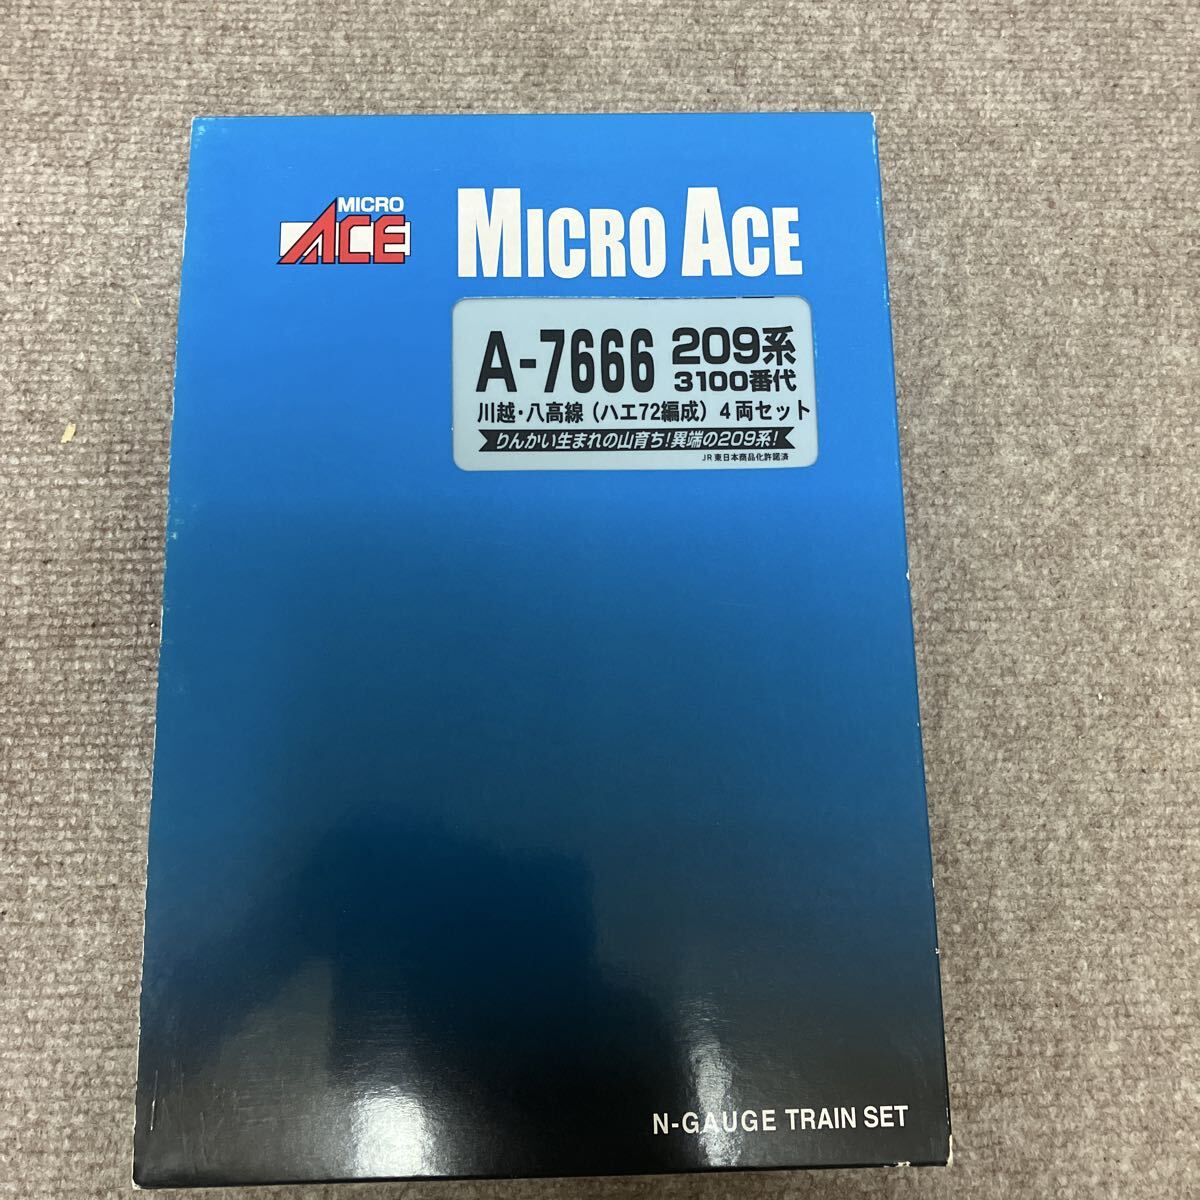 MICRO
ACE
MICRO ACE
A-7666 209系
3100番代
川越・八高線（ハエ72編成）4両セット
りんかい生まれの山育ち！異端の209系！
JR東日本商品化許諾済
N-GAUGE TRAIN SET